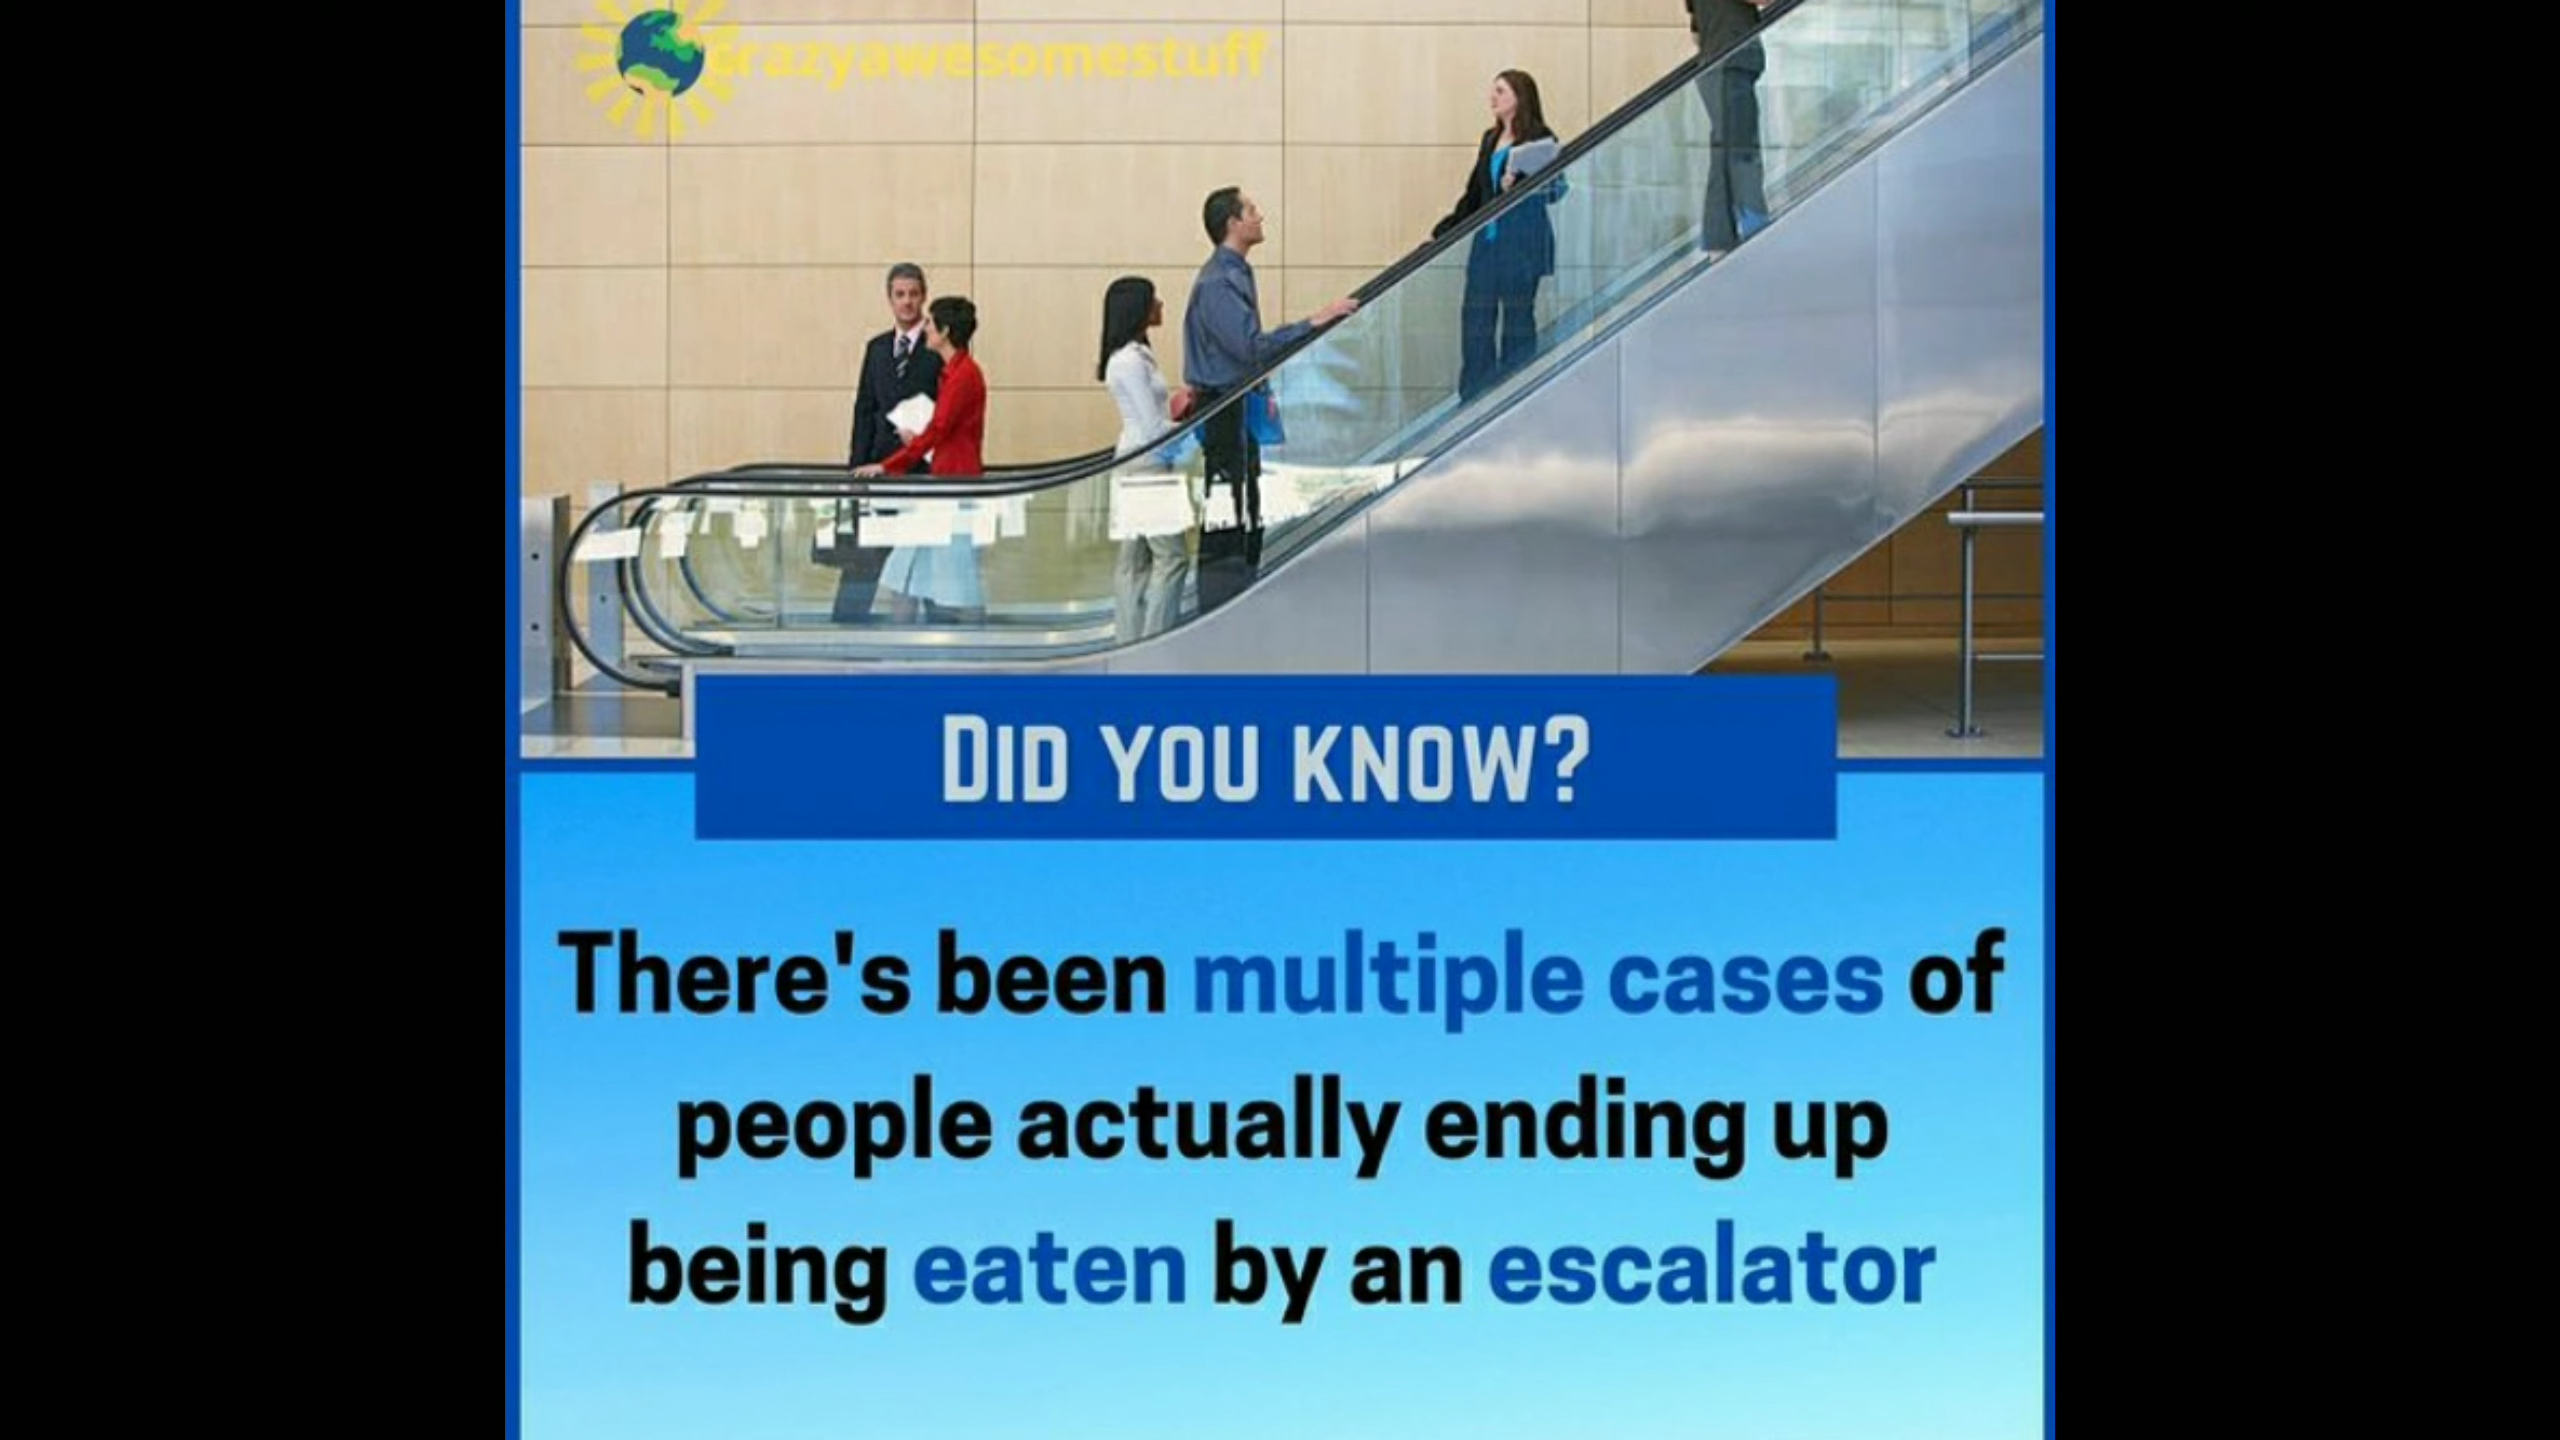 crazyawesomestuff
DID YOU KNOW?
There's been multiple cases of
people actually ending up
being eaten by an escalator